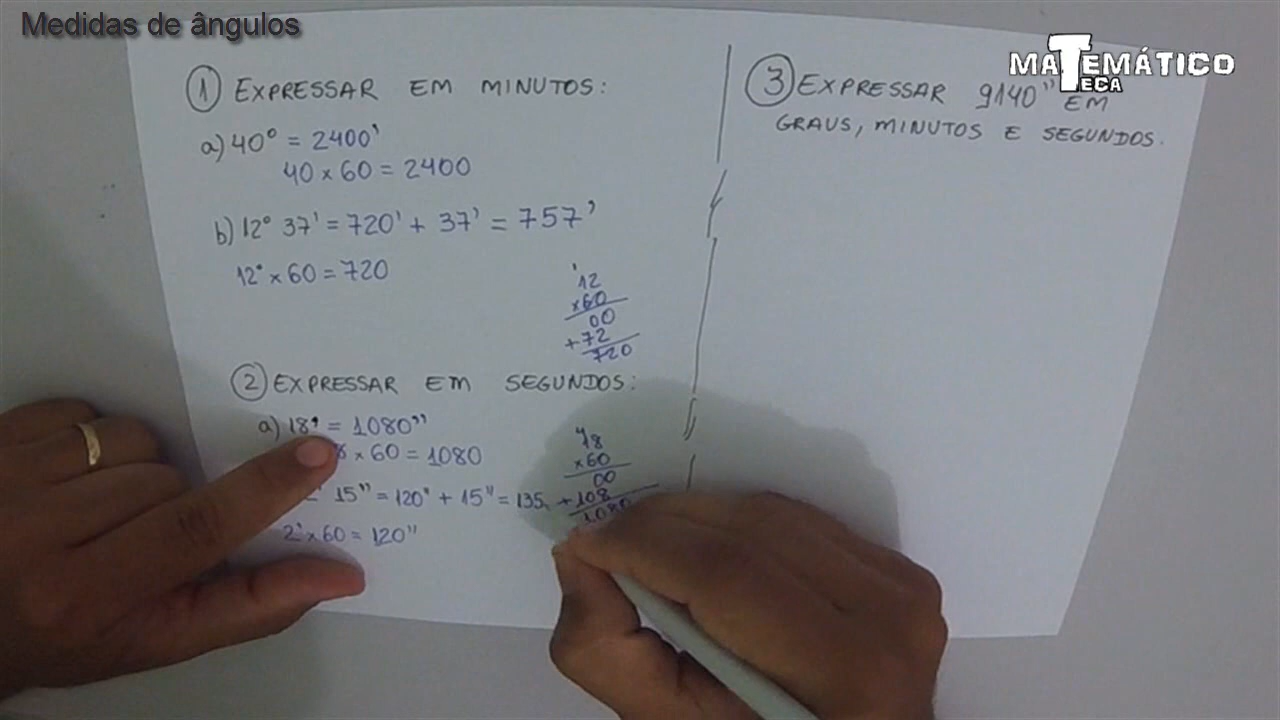 Medidas de ângulos
MATEMÁTICO
TECA
1 EXPRESSAR EM MINUTOS:
a) 40° = 2400'
40 x 60 = 2400
b) 12° 37' = 720' + 37' = 757'
12° x 60 = 720
12
x60
00
+72
720
2 EXPRESSAR EM SEGUNDOS:
a) 18' = 1080"
x 60 = 1080
15" = 120" + 15" = 135
2' x 60 = 120"
4
18
x60
00
+108
1080
3 EXPRESSAR 9140" EM
GRAUS, MINUTOS E SEGUNDOS.